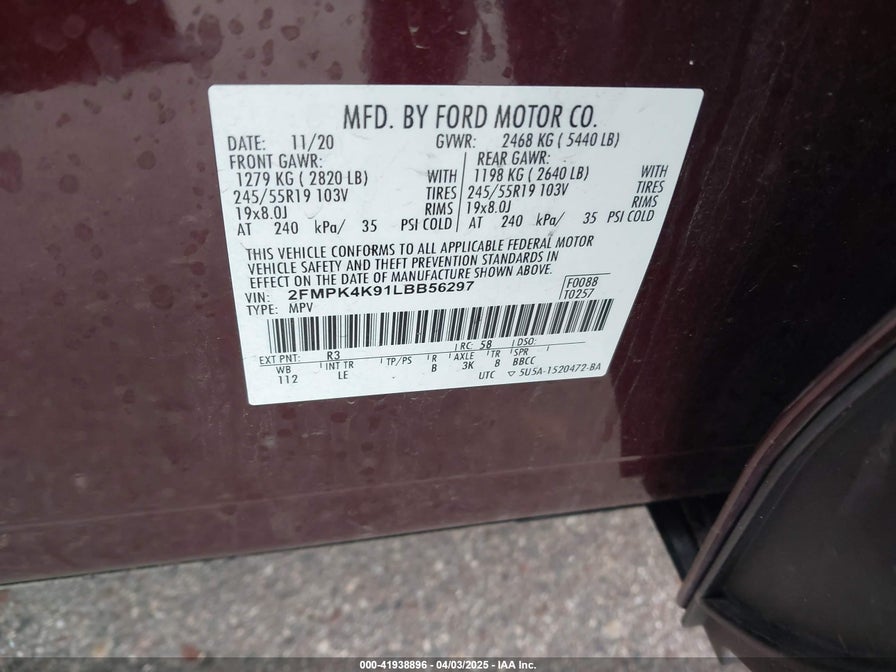 MFD. BY FORD MOTOR CO.
DATE: 11/20 GVWR: 2468 KG ( 5440 LB)
FRONT GAWR: REAR GAWR:
1279 KG ( 2820 LB) WITH 1198 KG ( 2640 LB) WITH
245/55R19 103V TIRES 245/55R19 103V TIRES
19x8.0J RIMS 19x8.0J RIMS
AT 240 kPa/ 35 PSI COLD AT 240 kPa/ 35 PSI COLD
THIS VEHICLE CONFORMS TO ALL APPLICABLE FEDERAL MOTOR
VEHICLE SAFETY AND THEFT PREVENTION STANDARDS IN
EFFECT ON THE DATE OF MANUFACTURE SHOWN ABOVE.
VIN: 2FMPK4K91LBB56297 F0088
TYPE: MPV T0257
EXT PNT: R3 RC: 58 DSO:
WB INT TR TP/PS R AXLE TR SPR
112 LE B 3K 8 BBCC
UTC ▽ 5U5A-1520472-BA
000-41938896 - 04/03/2025 - IAA Inc.